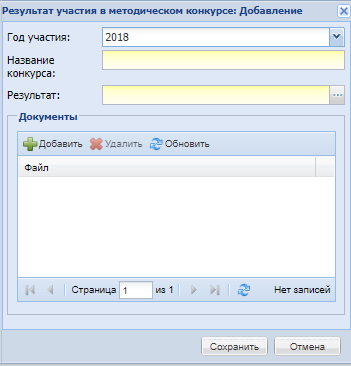 Результат участия в методическом конкурсе: Добавление
Год участия: 2018
Название
конкурса:
Результат: ...
Документы
Добавить Удалить Обновить
Файл
Страница 1 из 1 Нет записей
Сохранить Отмена